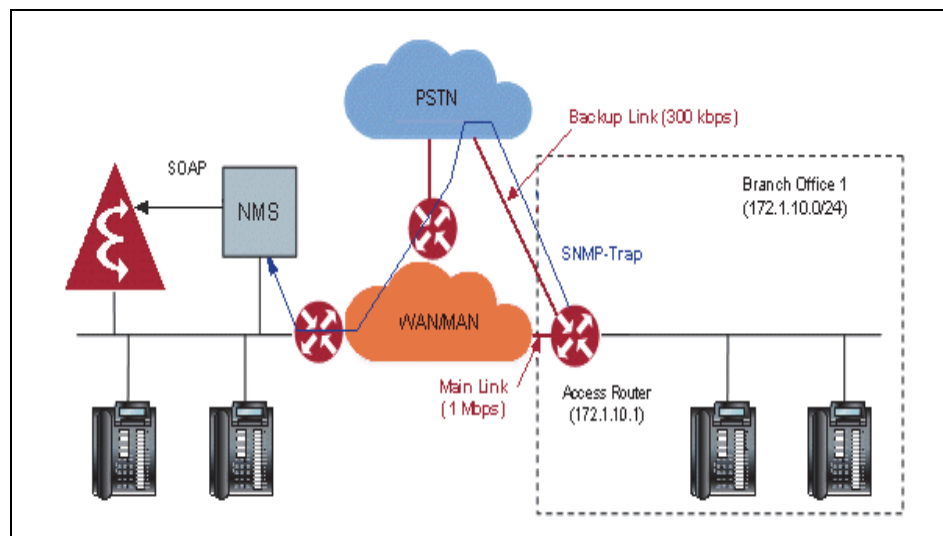 PSTN
Backup Link (300 kbps)
SOAP
NMS
Branch Office 1
(172.1.10.0/24)
SNMP-Trap
WAN/MAN
Main Link
(1 Mbps)
Access Router
(172.1.10.1)